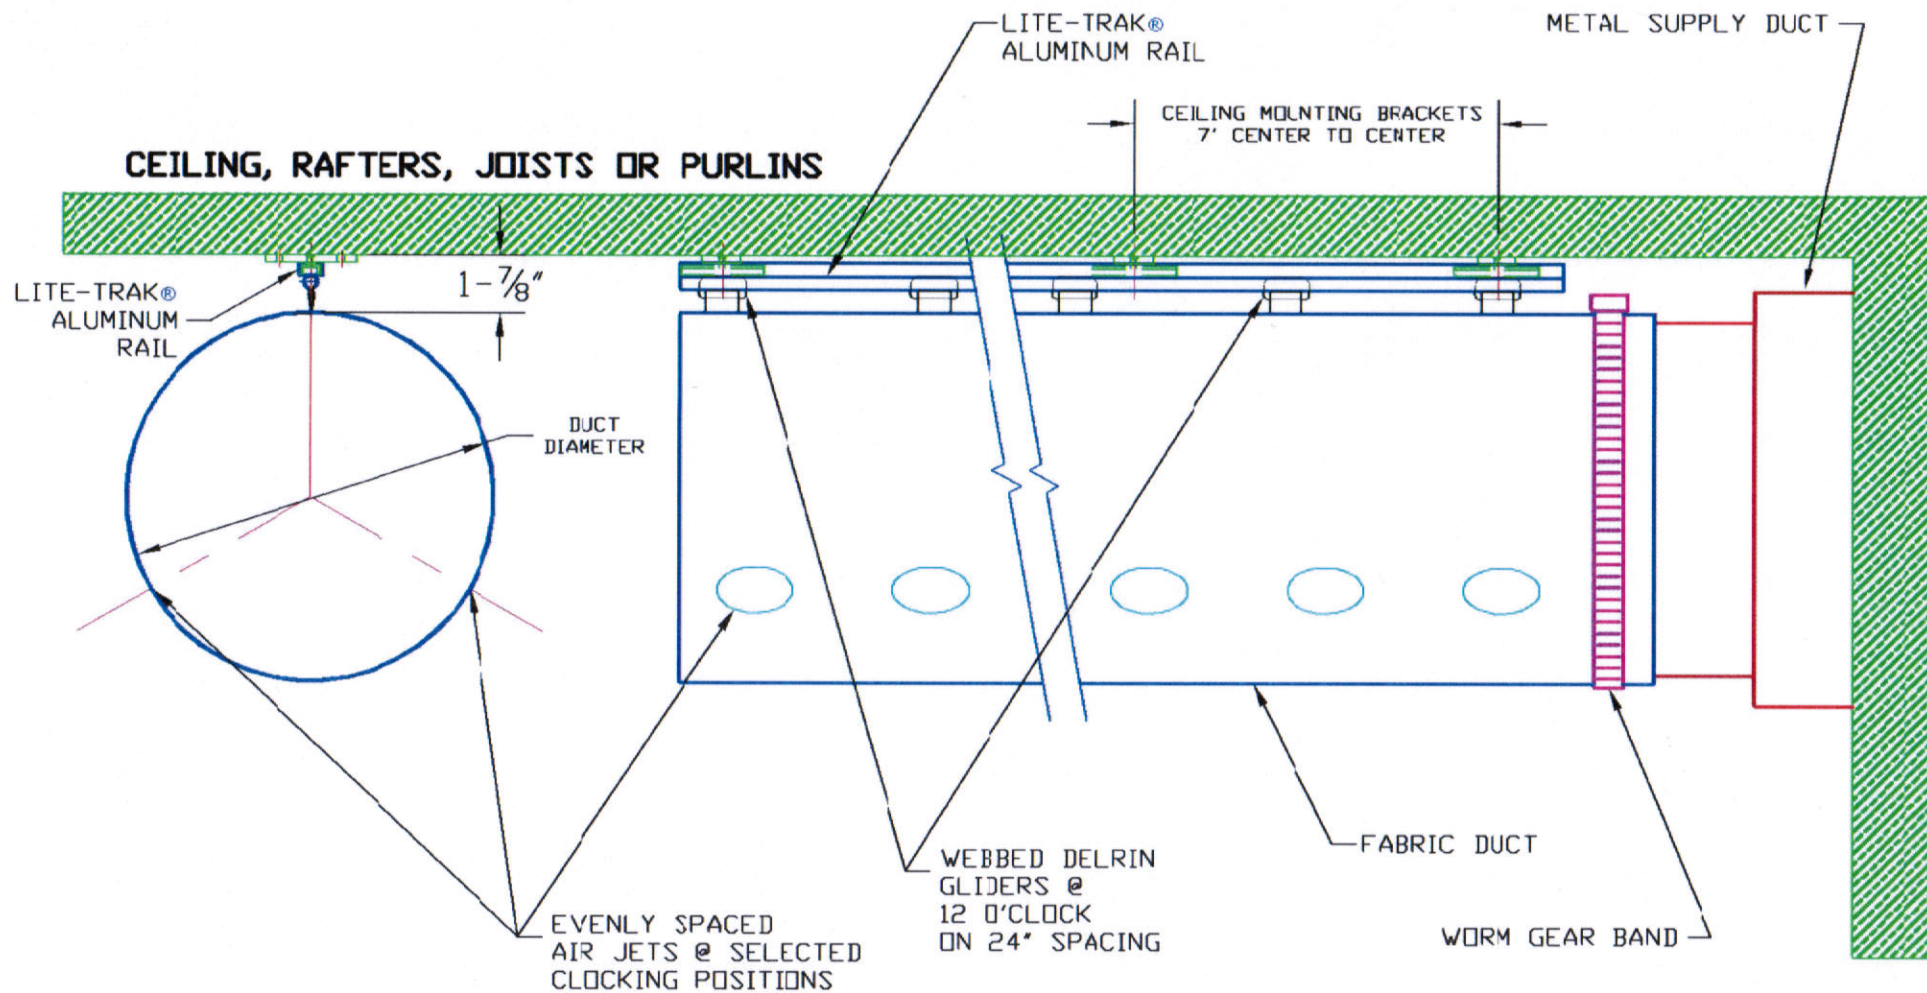 LITE-TRAK®
ALUMINUM RAIL
METAL SUPPLY DUCT
CEILING MOUNTING BRACKETS
7' CENTER TO CENTER
CEILING, RAFTERS, JOISTS OR PURLINS
1-7/8"
LITE-TRAK®
ALUMINUM
RAIL
DUCT
DIAMETER
FABRIC DUCT
WEBBED DELRIN
GLIDERS @
12 O'CLOCK
ON 24" SPACING
EVENLY SPACED
AIR JETS @ SELECTED
CLOCKING POSITIONS
WORM GEAR BAND